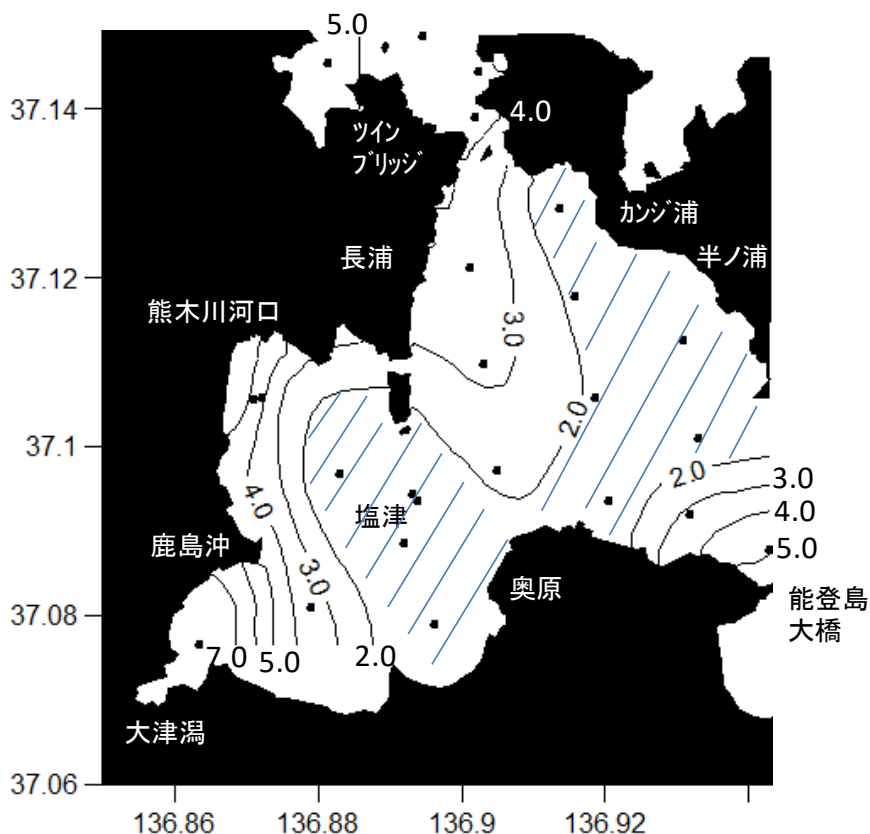 5.0
37.14
4.0
ツイン
ブリッジ
カンジ浦
長浦
半ノ浦
37.12
熊木川河口
3.0
2.0
37.1
2.0
4.0
3.0
塩津
4.0
鹿島沖
5.0
3.0
奥原
能登島
大橋
37.08
7.0
5.0
2.0
大津潟
37.06
136.86
136.88
136.9
136.92